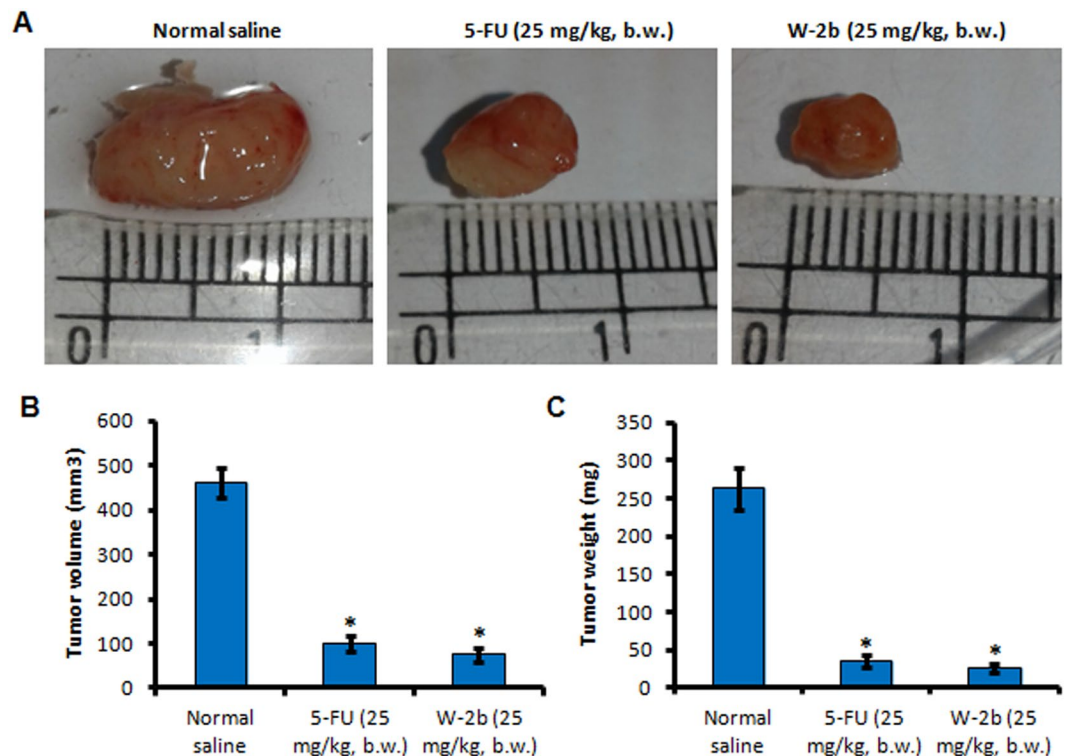 A
Normal saline
5-FU (25 mg/kg, b.w.)
W-2b (25 mg/kg, b.w.)
0 1
0 1
0 1
B
600
500
400
300
200
100
0
Tumor volume (mm3)
*
*
Normal
saline
5-FU (25
mg/kg, b.w.)
W-2b (25
mg/kg, b.w.)
C
350
300
250
200
150
100
50
0
Tumor weight (mg)
*
*
Normal
saline
5-FU (25
mg/kg, b.w.)
W-2b (25
mg/kg, b.w.)